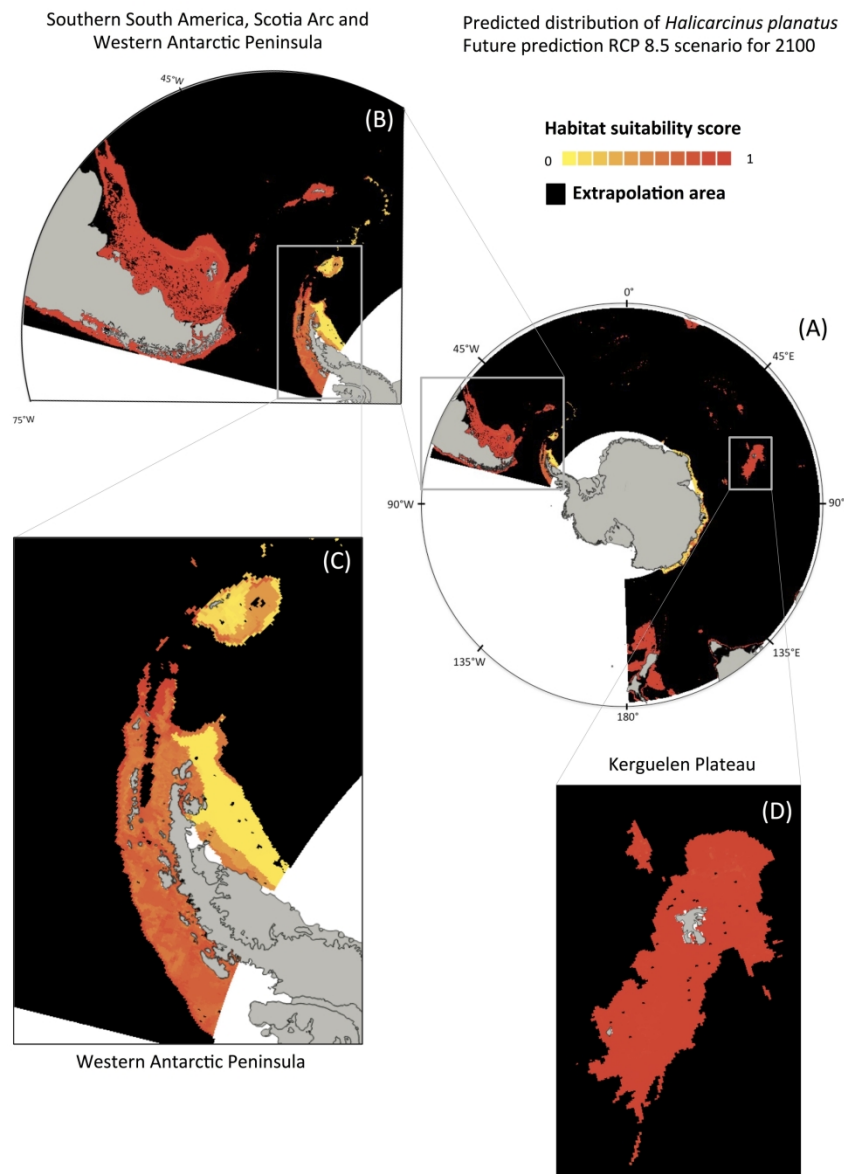 Southern South America, Scotia Arc and
Western Antarctic Peninsula
Predicted distribution of Halicarcinus planatus
Future prediction RCP 8.5 scenario for 2100
45°W
(B)
Habitat suitability score
0 1
Extrapolation area
75°W
0°
(A)
45°W
45°E
90°W
90°
135°W
135°E
180°
(C)
Western Antarctic Peninsula
Kerguelen Plateau
(D)